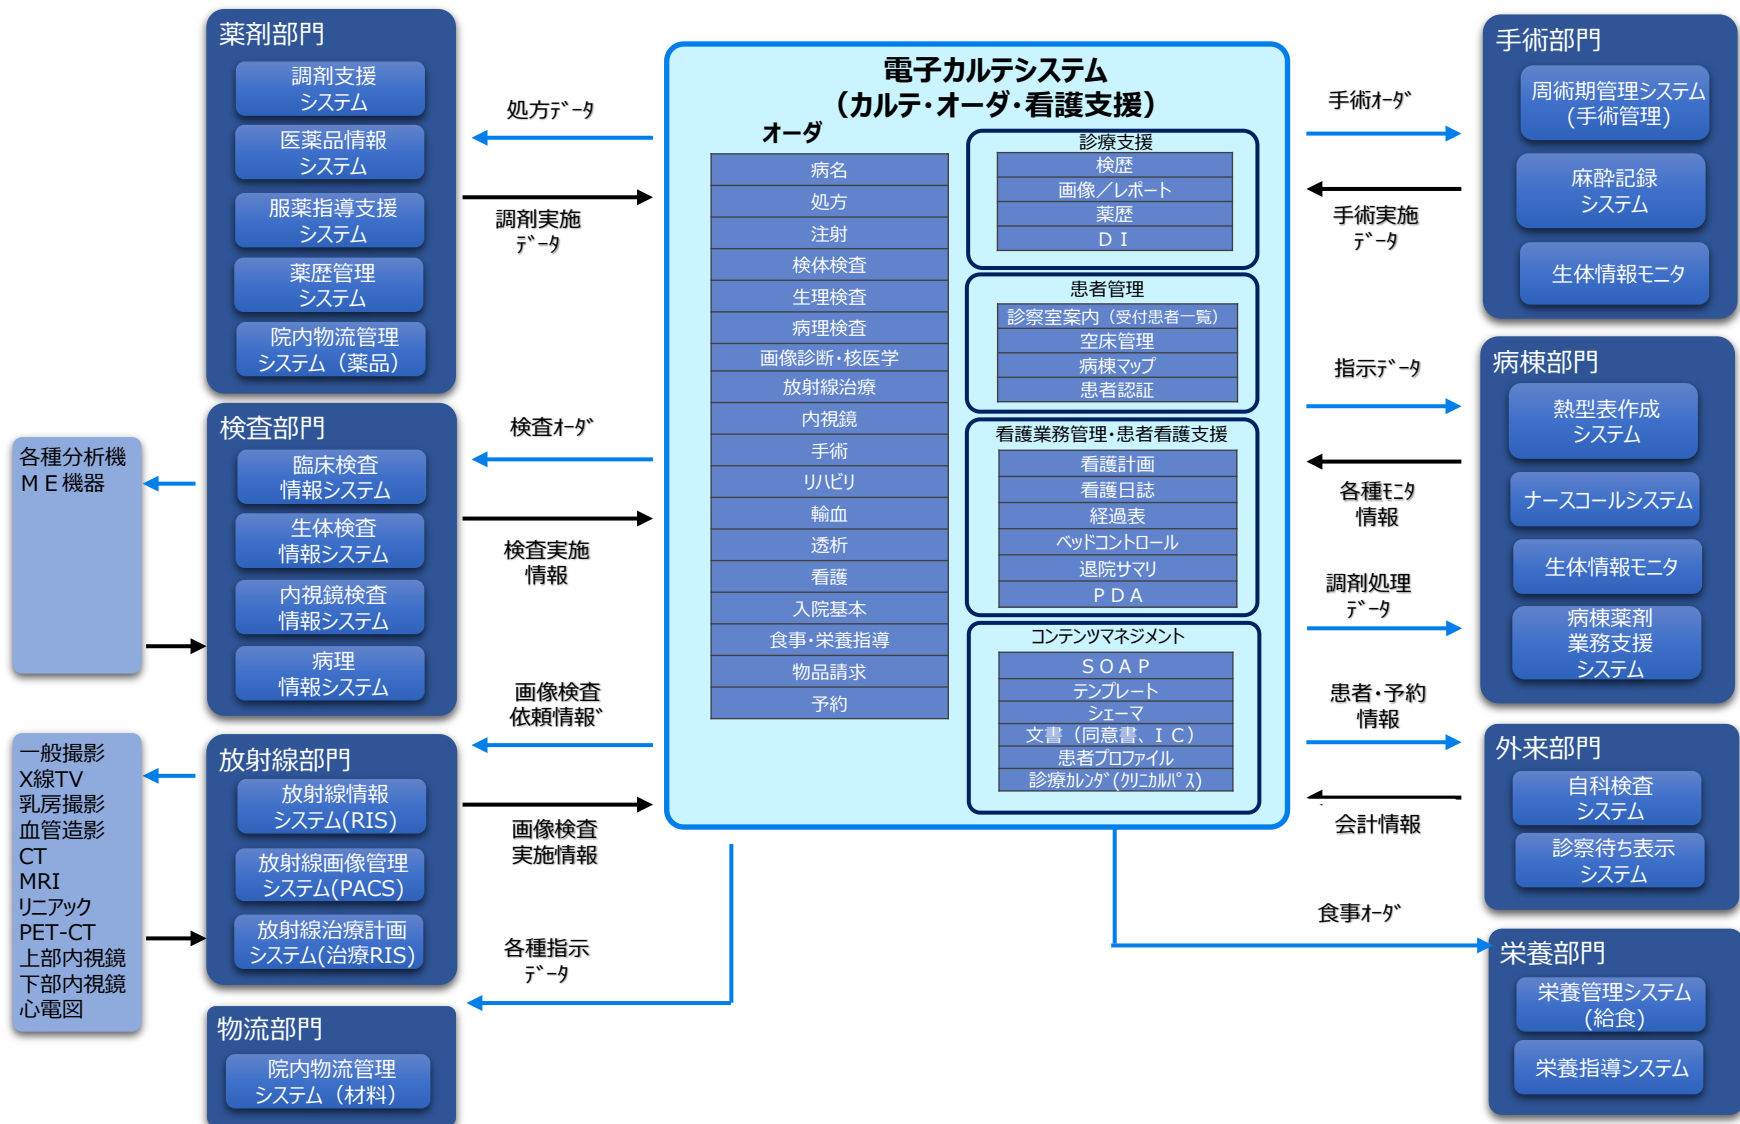 薬剤部門
調剤支援
システム
医薬品情報
システム
服薬指導支援
システム
薬歴管理
システム
院内物流管理
システム（薬品）
検査部門
臨床検査
情報システム
生体検査
情報システム
内視鏡検査
情報システム
病理
情報システム
各種分析機
ＭＥ機器
放射線部門
放射線情報
システム(RIS)
放射線画像管理
システム(PACS)
放射線治療計画
システム(治療RIS)
一般撮影
X線TV
乳房撮影
血管造影
CT
MRI
リニアック
PET-CT
上部内視鏡
下部内視鏡
心電図
物流部門
院内物流管理
システム（材料）
処方ﾃﾞｰﾀ
調剤実施
ﾃﾞｰﾀ
検査ｵｰﾀﾞ
検査実施
情報
画像検査
依頼情報ﾞ
画像検査
実施情報
各種指示
ﾃﾞｰﾀ
電子カルテシステム
（カルテ・オーダ・看護支援）
オーダ
病名
処方
注射
検体検査
生理検査
病理検査
画像診断・核医学
放射線治療
内視鏡
手術
リハビリ
輸血
透析
看護
入院基本
食事・栄養指導
物品請求
予約
診療支援
検歴
画像／レポート
薬歴
ＤＩ
患者管理
診察室案内（受付患者一覧）
空床管理
病棟マップ
患者認証
看護業務管理・患者看護支援
看護計画
看護日誌
経過表
ベッドコントロール
退院サマリ
ＰＤＡ
コンテンツマネジメント
ＳＯＡＰ
テンプレート
シェーマ
文書（同意書、ＩＣ）
患者プロファイル
診療ｶﾚﾝﾀﾞ(ｸﾘﾆｶﾙﾊﾟｽ)
手術ｵｰﾀﾞ
手術実施
ﾃﾞｰﾀ
指示ﾃﾞｰﾀ
各種ﾓﾆﾀ
情報
調剤処理
ﾃﾞｰﾀ
患者・予約
情報
会計情報
食事ｵｰﾀﾞ
手術部門
周術期管理システム
(手術管理)
麻酔記録
システム
生体情報モニタ
病棟部門
熱型表作成
システム
ナースコールシステム
生体情報モニタ
病棟薬剤
業務支援
システム
外来部門
自科検査
システム
診察待ち表示
システム
栄養部門
栄養管理システム
(給食)
栄養指導システム